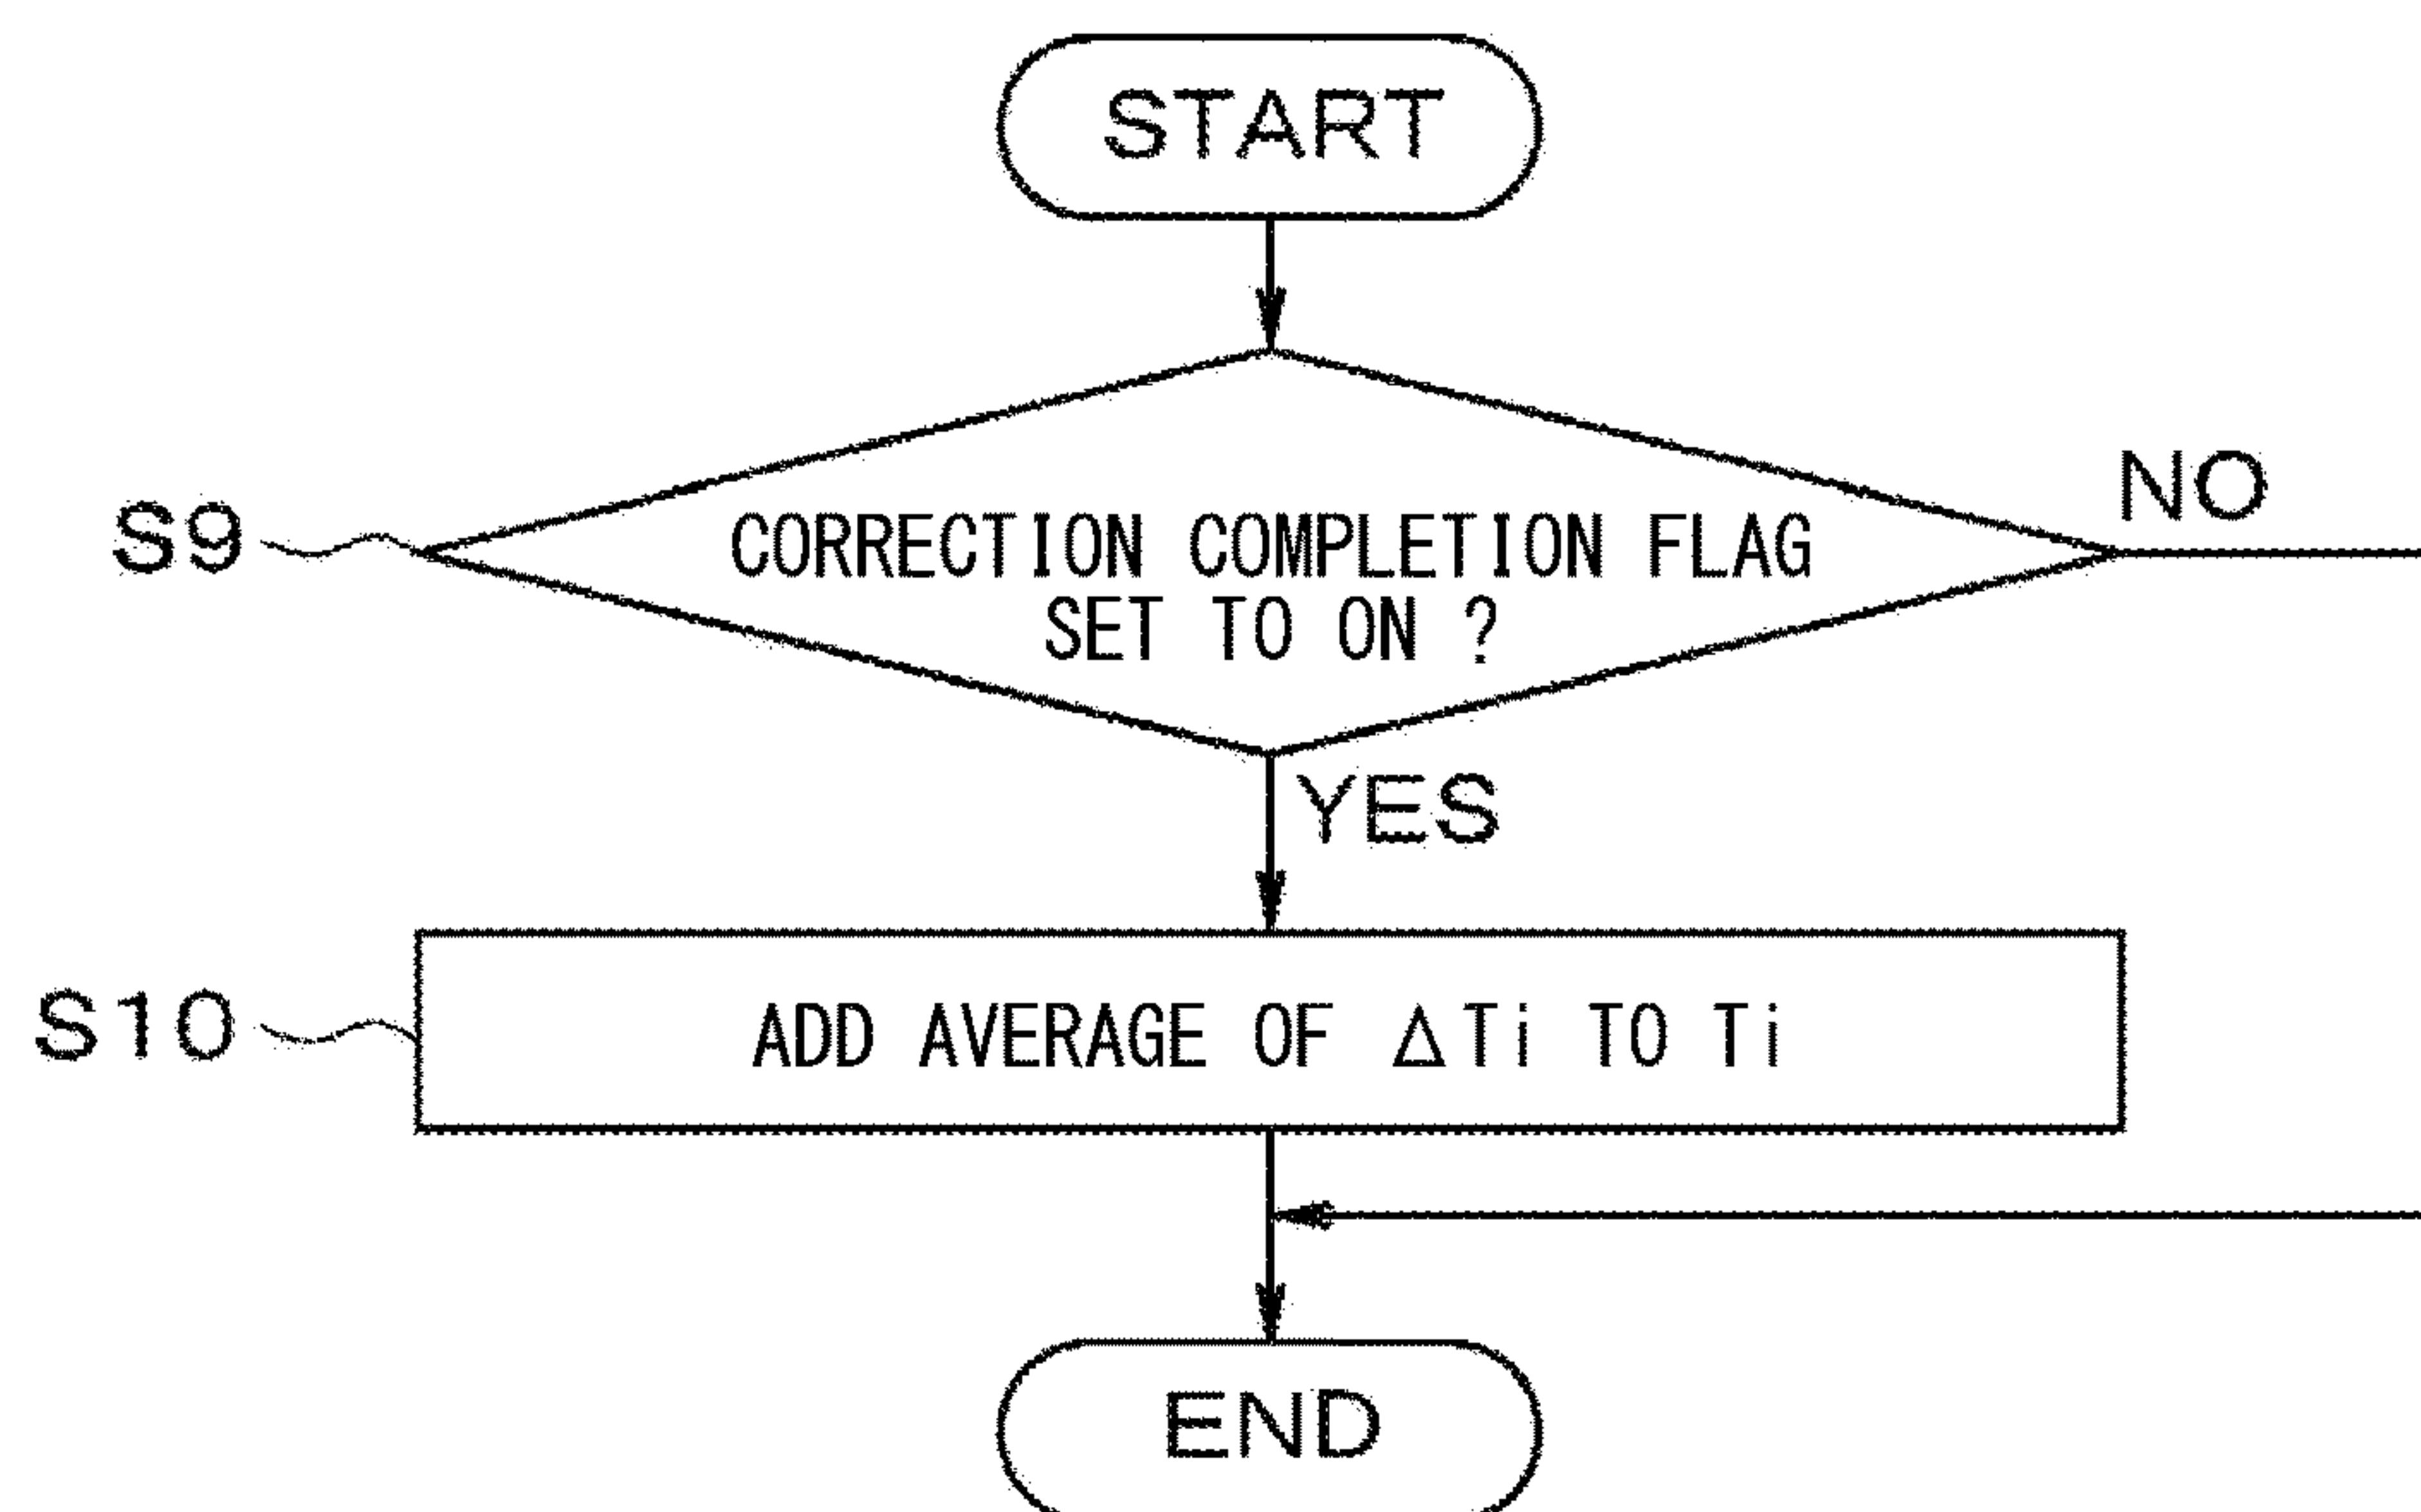 START
S9
CORRECTION COMPLETION FLAG
SET TO ON ?
NO
YES
S10
ADD AVERAGE OF ΔTi TO Ti
END